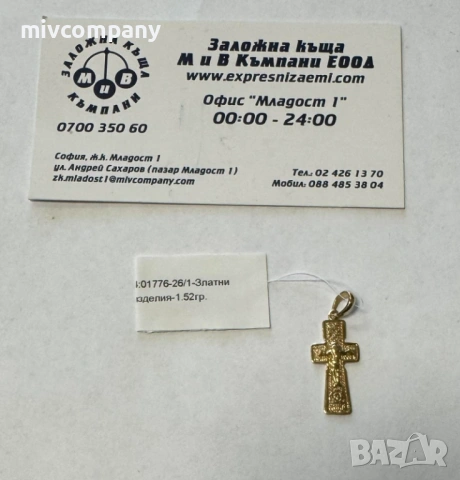 mivcompany
ЗАЛОЖНА КЪЩА
М и В
КЪМПАНИ
0700 350 60
Заложна къща
М и В Къмпани ЕООД
www.expresnizaemi.com
Офис "Младост 1"
00:00 - 24:00
София, ж.к. Младост 1
ул. Андрей Сахаров (пазар Младост 1)
zk.mladost1@mivcompany.com
Тел.: 02 426 13 70
Мобил: 088 485 38 04
:01776-26/1-Златни
зделия-1.52гр.
BAZAR